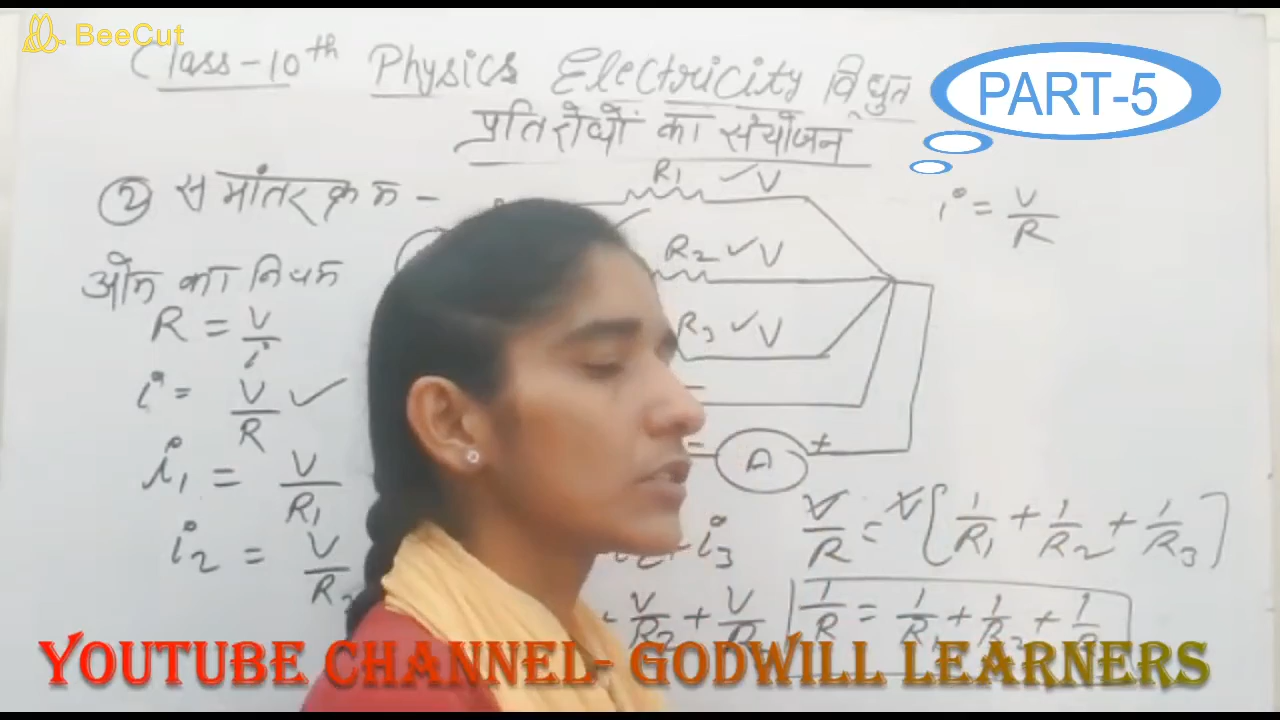 BeeCut
Class-10th Physics Electricity विधुत
PART-5
प्रतिरोधों का संयोजन
② समांतर क्रम -
R1 ✓ V
R2 ✓ V
R3 ✓ V
i = V/R
ओम का नियम
R = V/i
i = V/R ✓
i1 = V/R1
i2 = V/R2
- A +
i3
V/R = V[1/R1 + 1/R2 + 1/R3]
V/R2 + V/R
1/R = 1/R1 + 1/R2 + 1/R
YOUTUBE CHANNEL- GODWILL LEARNERS